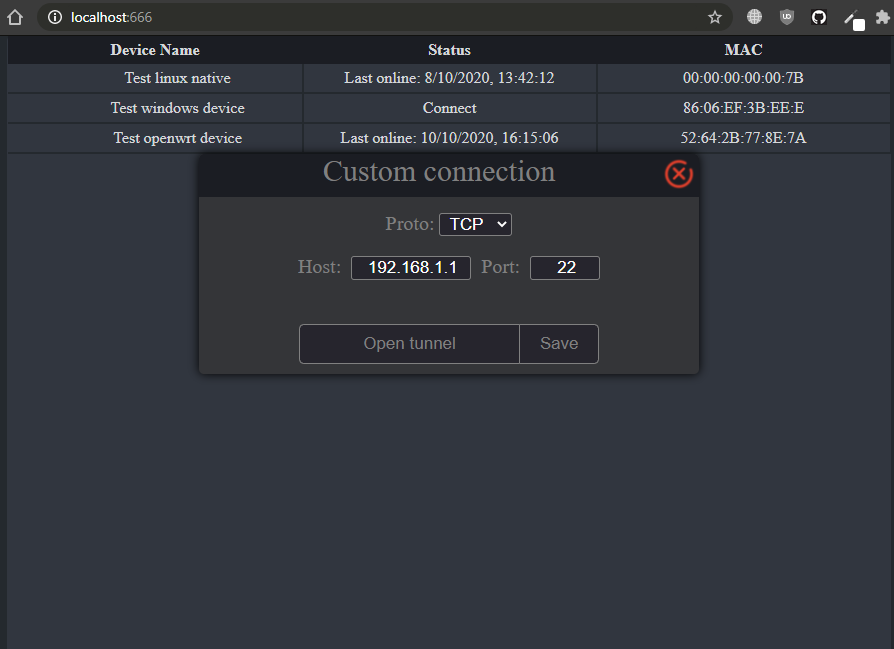 localhost:666
Device Name Status MAC
Test linux native Last online: 8/10/2020, 13:42:12 00:00:00:00:00:7B
Test windows device Connect 86:06:EF:3B:EE:E
Test openwrt device Last online: 10/10/2020, 16:15:06 52:64:2B:77:8E:7A
Custom connection
Proto: TCP
Host: 192.168.1.1 Port: 22
Open tunnel Save